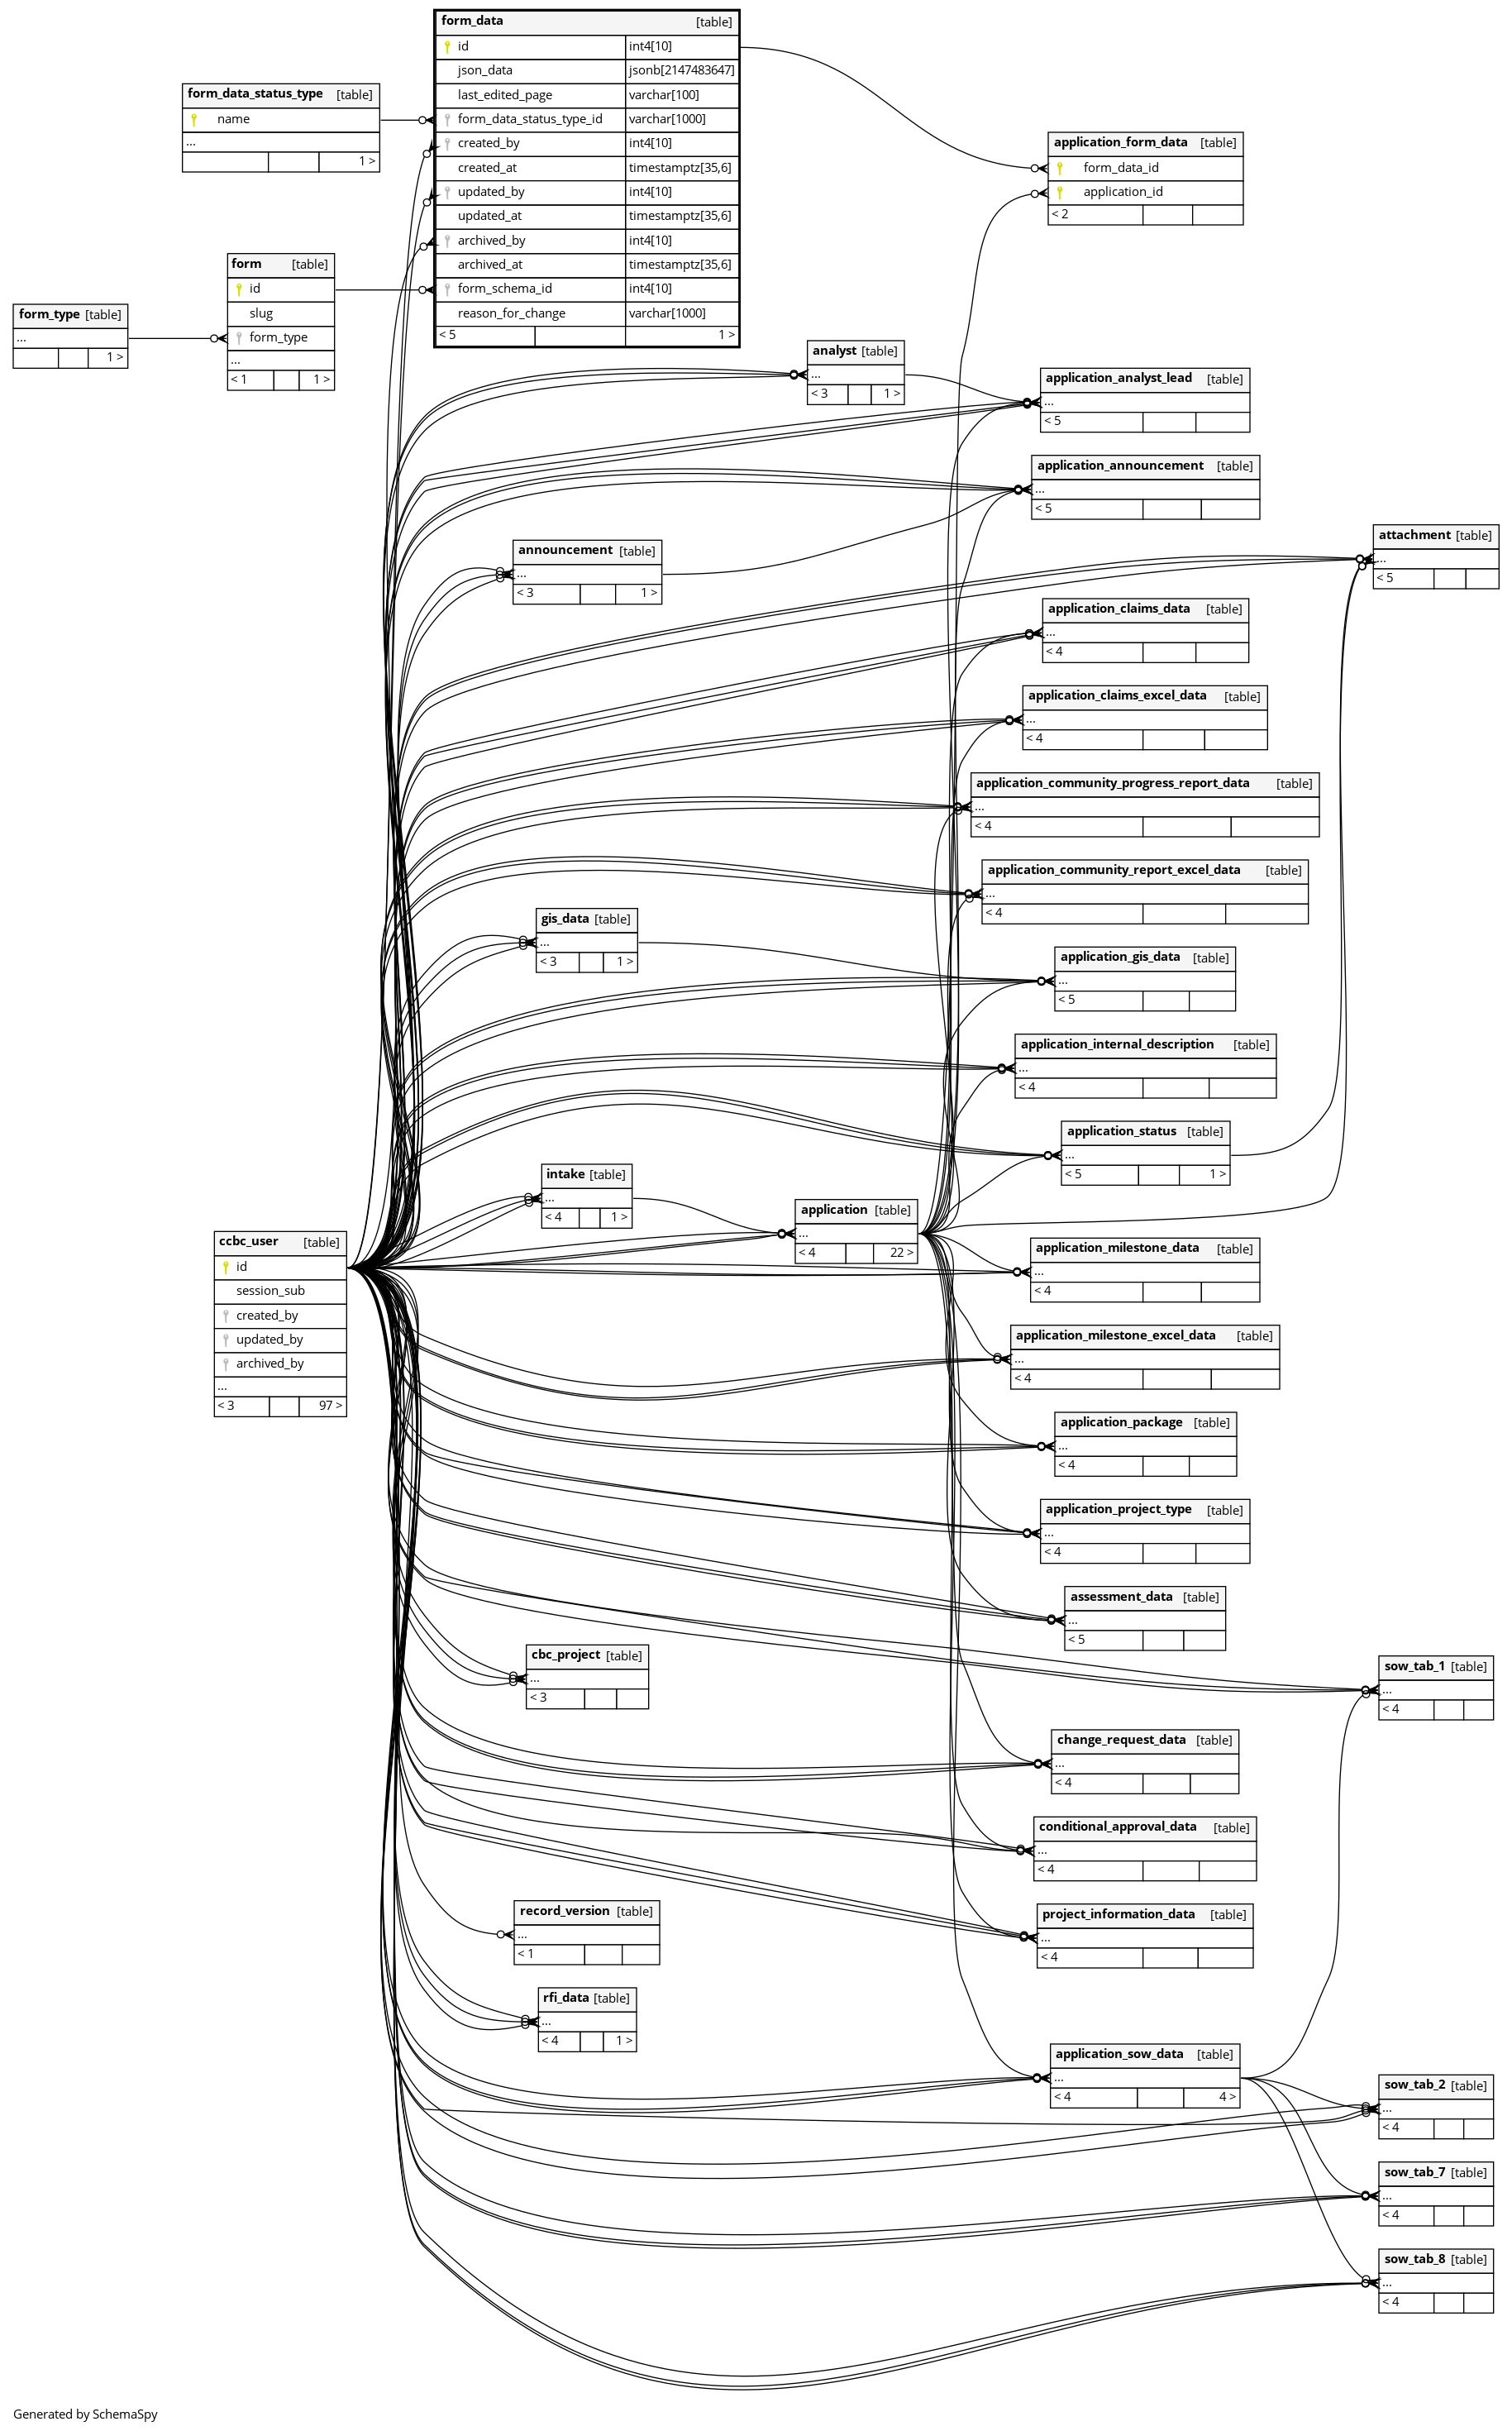 form_data [table]
id int4[10]
json_data jsonb[2147483647]
last_edited_page varchar[100]
form_data_status_type_id varchar[1000]
created_by int4[10]
created_at timestamptz[35,6]
updated_by int4[10]
updated_at timestamptz[35,6]
archived_by int4[10]
archived_at timestamptz[35,6]
form_schema_id int4[10]
reason_for_change varchar[1000]
< 5 1 >
form_data_status_type [table]
name
...
1 >
application_form_data [table]
form_data_id
application_id
< 2
form [table]
id
slug
form_type
...
< 1 1 >
form_type [table]
...
1 >
analyst [table]
...
< 3 1 >
application_analyst_lead [table]
...
< 5
application_announcement [table]
...
< 5
attachment [table]
...
< 5
announcement [table]
...
< 3 1 >
application_claims_data [table]
...
< 4
application_claims_excel_data [table]
...
< 4
application_community_progress_report_data [table]
...
< 4
application_community_report_excel_data [table]
...
< 4
gis_data [table]
...
< 3 1 >
application_gis_data [table]
...
< 5
application_internal_description [table]
...
< 4
application_status [table]
...
< 5 1 >
intake [table]
...
< 4 1 >
application [table]
...
< 4 22 >
ccbc_user [table]
id
session_sub
created_by
updated_by
archived_by
...
< 3 97 >
application_milestone_data [table]
...
< 4
application_milestone_excel_data [table]
...
< 4
application_package [table]
...
< 4
application_project_type [table]
...
< 4
assessment_data [table]
...
< 5
cbc_project [table]
...
< 3
sow_tab_1 [table]
...
< 4
change_request_data [table]
...
< 4
conditional_approval_data [table]
...
< 4
record_version [table]
...
< 1
project_information_data [table]
...
< 4
rfi_data [table]
...
< 4 1 >
application_sow_data [table]
...
< 4 4 >
sow_tab_2 [table]
...
< 4
sow_tab_7 [table]
...
< 4
sow_tab_8 [table]
...
< 4
Generated by SchemaSpy